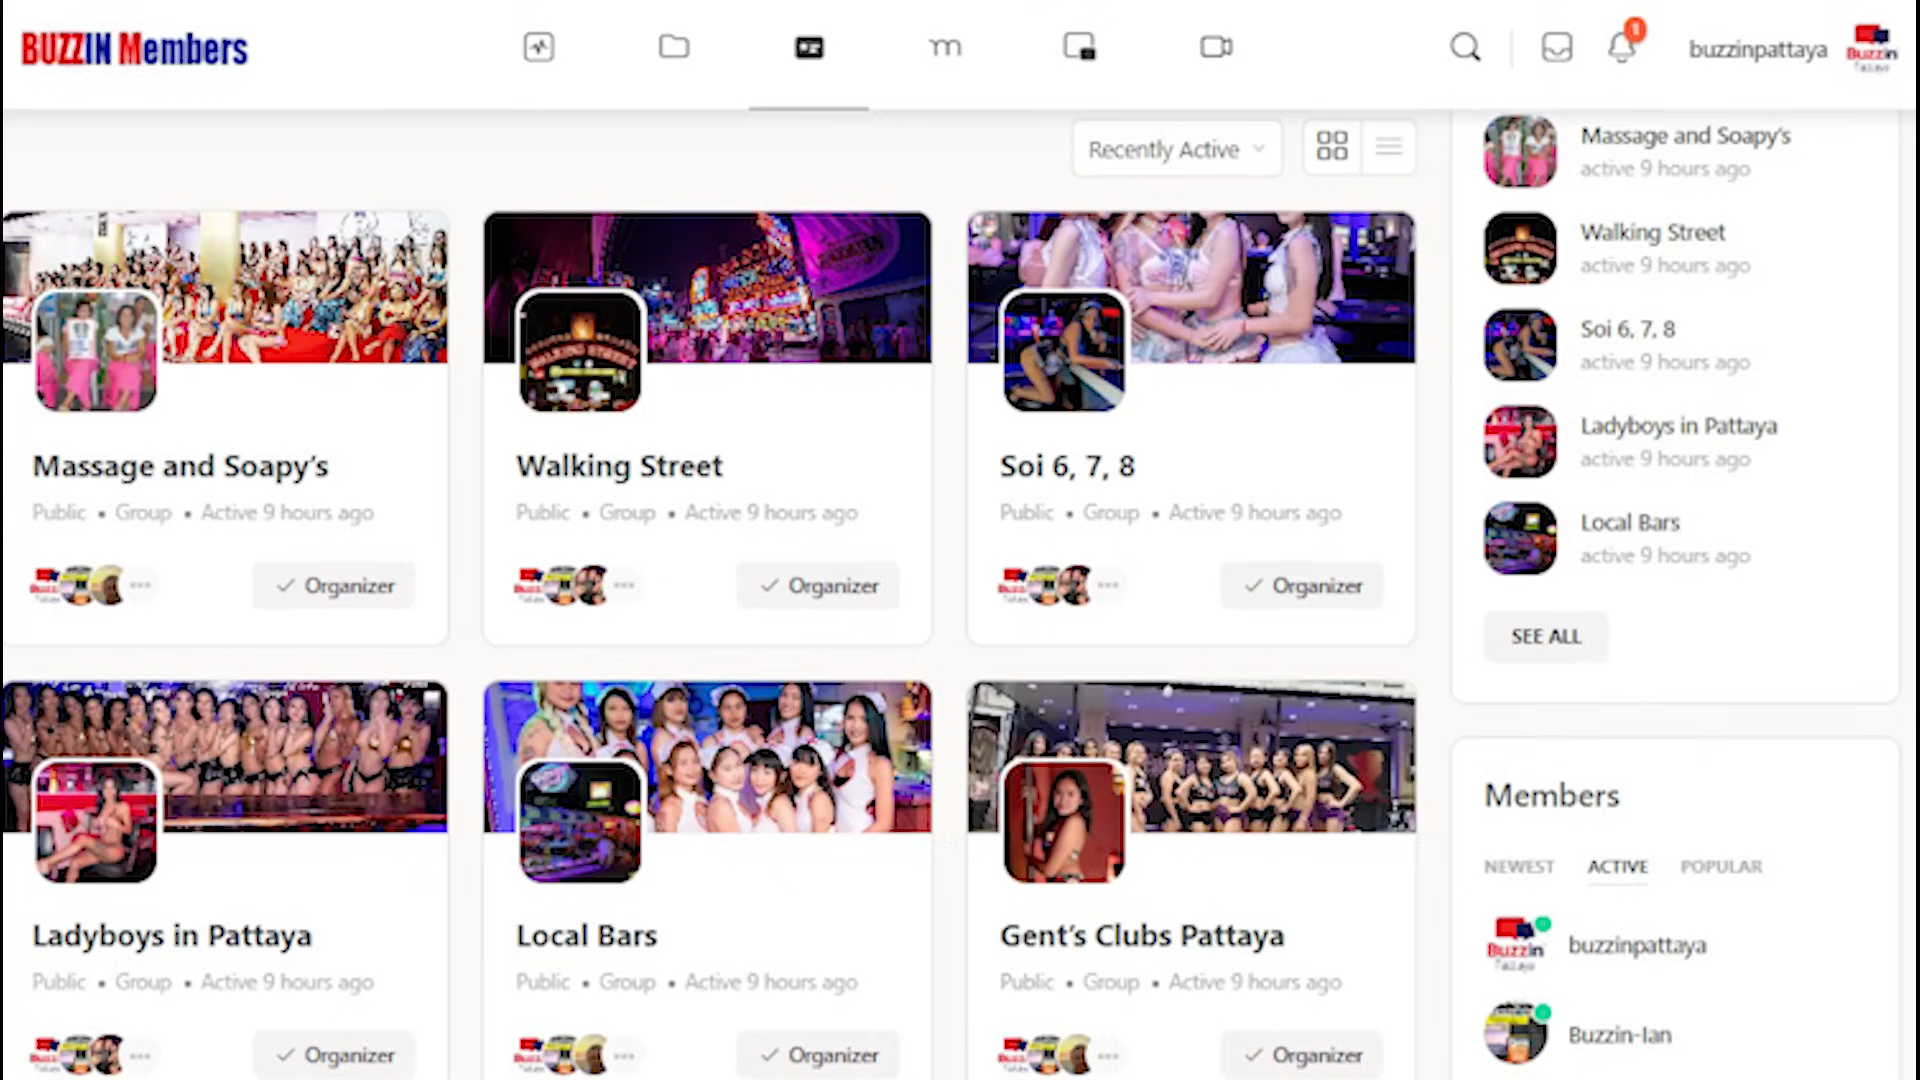 BUZZIN Members
1
buzzinpattaya
Buzzin
Recently Active
Massage and Soapy's
active 9 hours ago
Walking Street
active 9 hours ago
Soi 6, 7, 8
active 9 hours ago
Ladyboys in Pattaya
active 9 hours ago
Local Bars
active 9 hours ago
SEE ALL
Massage and Soapy's
Public • Group • Active 9 hours ago
Organizer
Walking Street
Public • Group • Active 9 hours ago
Organizer
Soi 6, 7, 8
Public • Group • Active 9 hours ago
Organizer
Ladyboys in Pattaya
Public • Group • Active 9 hours ago
Organizer
Local Bars
Public • Group • Active 9 hours ago
Organizer
Gent's Clubs Pattaya
Public • Group • Active 9 hours ago
Organizer
Members
NEWEST ACTIVE POPULAR
Buzzin
buzzinpattaya
Buzzin-Ian